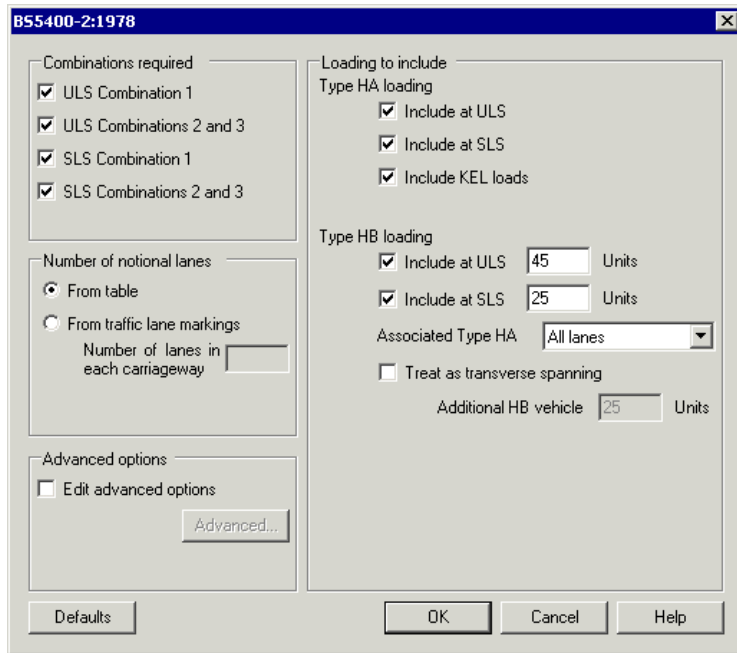 BS5400-2:1978
Combinations required
ULS Combination 1
ULS Combinations 2 and 3
SLS Combination 1
SLS Combinations 2 and 3
Number of notional lanes
From table
From traffic lane markings
Number of lanes in
each carriageway
Advanced options
Edit advanced options
Advanced...
Loading to include
Type HA loading
Include at ULS
Include at SLS
Include KEL loads
Type HB loading
Include at ULS 45 Units
Include at SLS 25 Units
Associated Type HA All lanes
Treat as transverse spanning
Additional HB vehicle 25 Units
Defaults OK Cancel Help